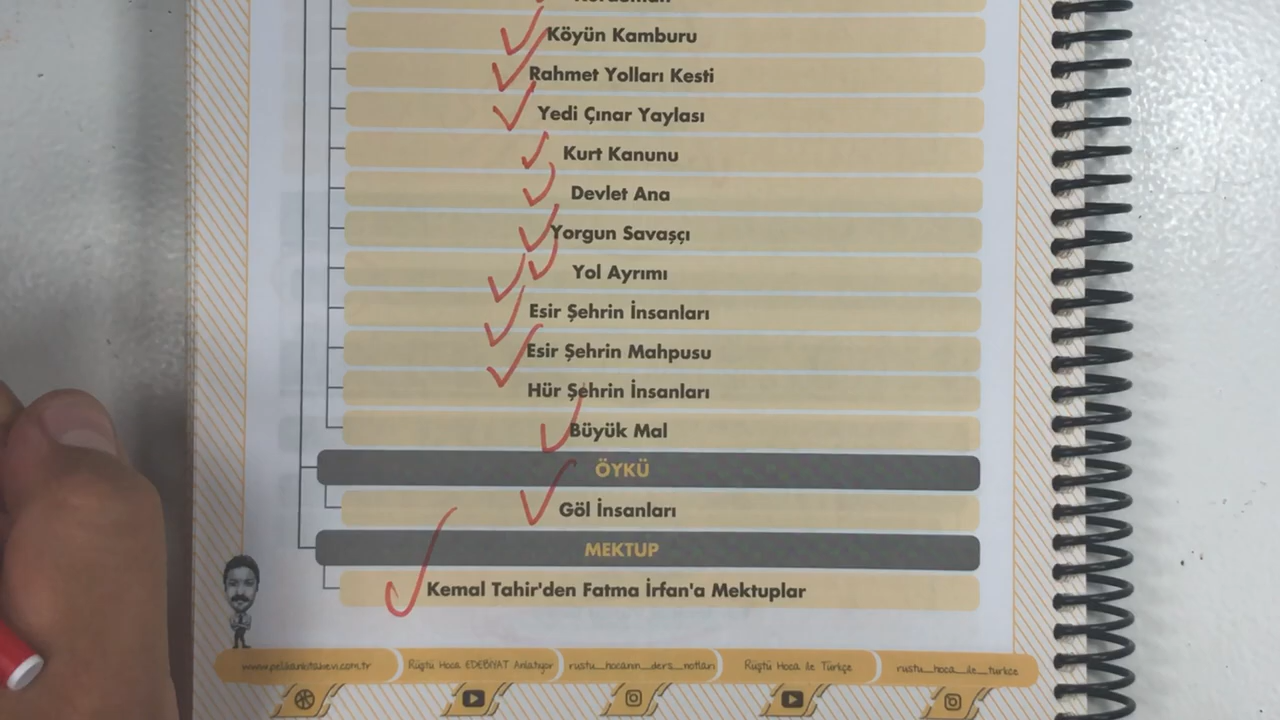 Köyün Kamburu
Rahmet Yolları Kesti
Yedi Çınar Yaylası
Kurt Kanunu
Devlet Ana
Yorgun Savaşçı
Yol Ayrımı
Esir Şehrin İnsanları
Esir Şehrin Mahpusu
Hür Şehrin İnsanları
Büyük Mal
ÖYKÜ
Göl İnsanları
MEKTUP
Kemal Tahir'den Fatma İrfan'a Mektuplar
www.pelikankitabevi.com.tr Rüştü Hoca EDEBİYAT Anlatıyor rustu_hocanın_ders_notları Rüştü Hoca ile Türkçe rustu_hoca_ile_turkce